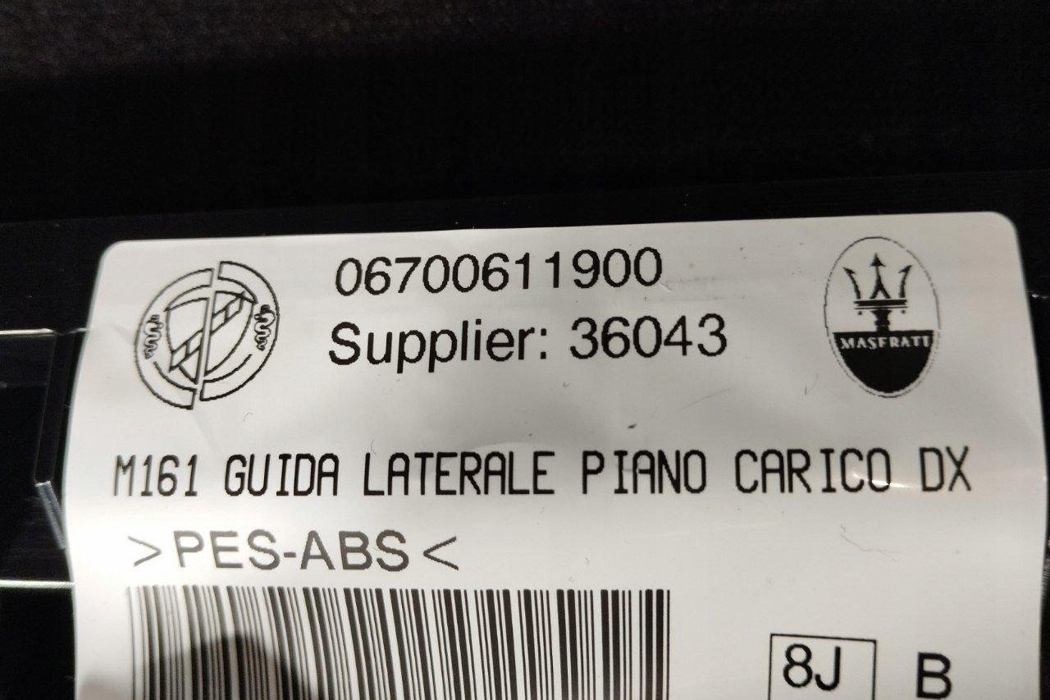 06700611900
Supplier: 36043
MASERATI
M161 GUIDA LATERALE PIANO CARICO DX
>PES-ABS<
8J B